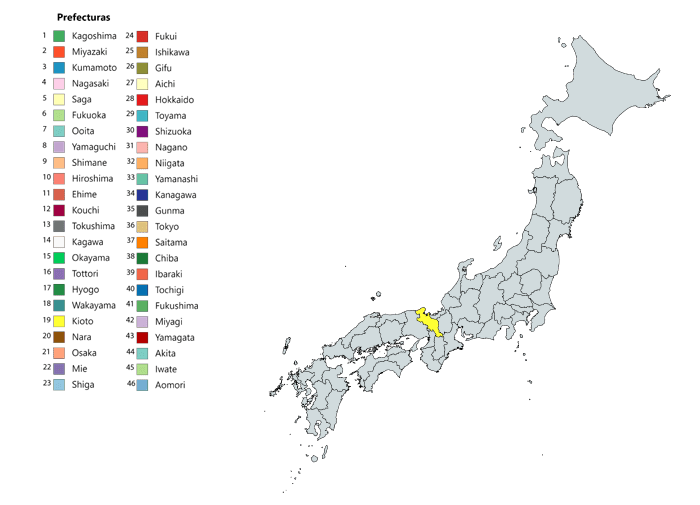 Prefecturas
1 Kagoshima
2 Miyazaki
3 Kumamoto
4 Nagasaki
5 Saga
6 Fukuoka
7 Ooita
8 Yamaguchi
9 Shimane
10 Hiroshima
11 Ehime
12 Kouchi
13 Tokushima
14 Kagawa
15 Okayama
16 Tottori
17 Hyogo
18 Wakayama
19 Kioto
20 Nara
21 Osaka
22 Mie
23 Shiga
24 Fukui
25 Ishikawa
26 Gifu
27 Aichi
28 Hokkaido
29 Toyama
30 Shizuoka
31 Nagano
32 Niigata
33 Yamanashi
34 Kanagawa
35 Gunma
36 Tokyo
37 Saitama
38 Chiba
39 Ibaraki
40 Tochigi
41 Fukushima
42 Miyagi
43 Yamagata
44 Akita
45 Iwate
46 Aomori